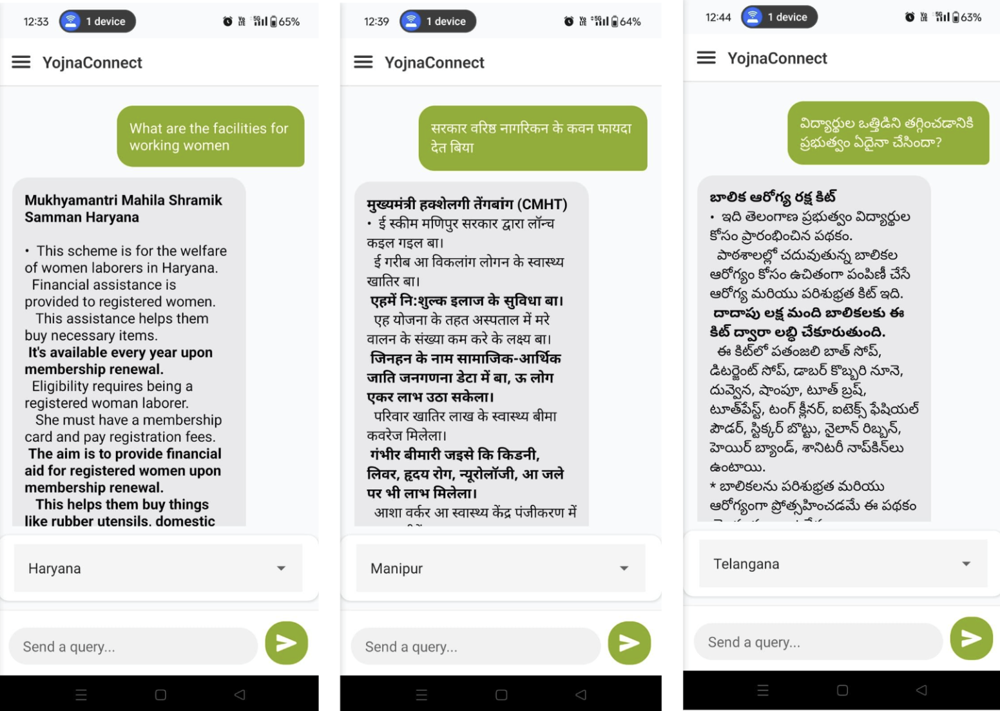 12:33
1 device
65%
YojnaConnect
What are the facilities for
working women
Mukhyamantri Mahila Shramik
Samman Haryana
• This scheme is for the welfare
of women laborers in Haryana.
Financial assistance is
provided to registered women.
This assistance helps them
buy necessary items.
It's available every year upon
membership renewal.
Eligibility requires being a
registered woman laborer.
She must have a membership
card and pay registration fees.
The aim is to provide financial
aid for registered women upon
membership renewal.
This helps them buy things
like rubber utensils, domestic
Haryana
Send a query...
12:39
1 device
64%
YojnaConnect
सरकार वरिष्ठ नागरिकन के कवन फायदा
देत बिया
मुख्यमंत्री हक्शेलगी तेंगबांग (CMHT)
• ई स्कीम मणिपुर सरकार द्वारा लॉन्च
कइल गइल बा।
ई गरीब आ विकलांग लोगन के स्वास्थ्य
खातिर बा।
एहमें नि:शुल्क इलाज के सुविधा बा।
एह योजना के तहत अस्पताल में मरे
वालन के संख्या कम करे के लक्ष्य बा।
जिनहन के नाम सामाजिक-आर्थिक
जाति जनगणना डेटा में बा, ऊ लोग
एकर लाभ उठा सकेला।
परिवार खातिर लाख के स्वास्थ्य बीमा
कवरेज मिलेला।
गंभीर बीमारी जइसे कि किडनी,
लिवर, हृदय रोग, न्यूरोलॉजी, आ जले
पर भी लाभ मिलेला।
आशा वर्कर आ स्वास्थ्य केंद्र पंजीकरण में
Manipur
Send a query...
12:44
1 device
63%
YojnaConnect
విద్యార్థుల ఒత్తిడిని తగ్గించడానికి
ప్రభుత్వం ఏదైనా చేసిందా?
బాలిక ఆరోగ్య రక్ష కిట్
• ఇది తెలంగాణ ప్రభుత్వం విద్యార్థుల
కోసం ప్రారంభించిన పథకం.
పాఠశాలల్లో చదువుతున్న బాలికల
ఆరోగ్యం కోసం ఉచితంగా పంపిణీ చేసే
ఆరోగ్య మరియు పరిశుభ్రత కిట్ ఇది.
దాదాపు లక్ష మంది బాలికలకు ఈ
కిట్ ద్వారా లబ్ధి చేకూరుతుంది.
ఈ కిట్‌లో పతంజలి బాత్ సోప్,
డిటర్జెంట్ సోప్, డాబర్ కొబ్బరి నూనె,
దువ్వెన, షాంపూ, టూత్ బ్రష్,
టూత్‌పేస్ట్, టంగ్ క్లీనర్, ఐటెక్స్ ఫేషియల్
పౌడర్, స్టిక్కర్ బొట్టు, నైలాన్ రిబ్బన్,
హెయిర్ బ్యాండ్, శానిటరీ నాప్‌కిన్‌లు
ఉంటాయి.
* బాలికలను పరిశుభ్రత మరియు
ఆరోగ్యంగా ప్రోత్సహించడమే ఈ పథకం
Telangana
Send a query...